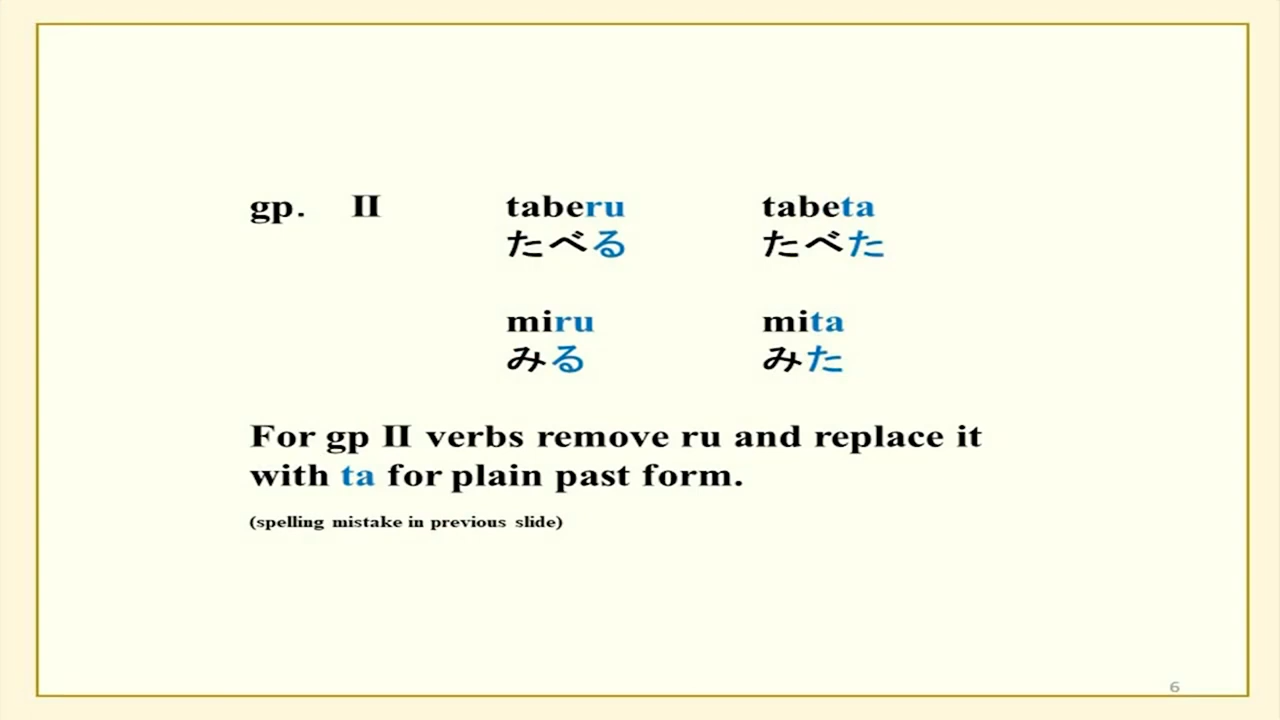 gp. II taberu tabeta
たべる たべた
miru mita
みる みた
For gp II verbs remove ru and replace it
with ta for plain past form.
(spelling mistake in previous slide)
6